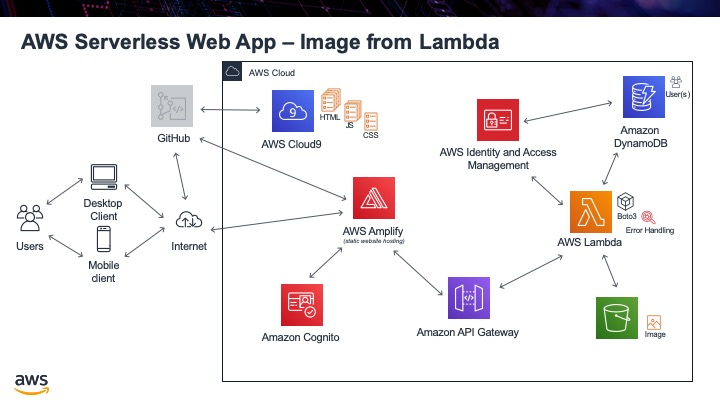 AWS Serverless Web App – Image from Lambda
AWS Cloud
GitHub
9
AWS Cloud9
HTML
JS
CSS
AWS Identity and Access
Management
User(s)
Amazon
DynamoDB
Users
Desktop
Client
Mobile
client
Internet
AWS Amplify
(static website hosting)
Boto3
Error Handling
AWS Lambda
Amazon Cognito
Amazon API Gateway
Image
aws